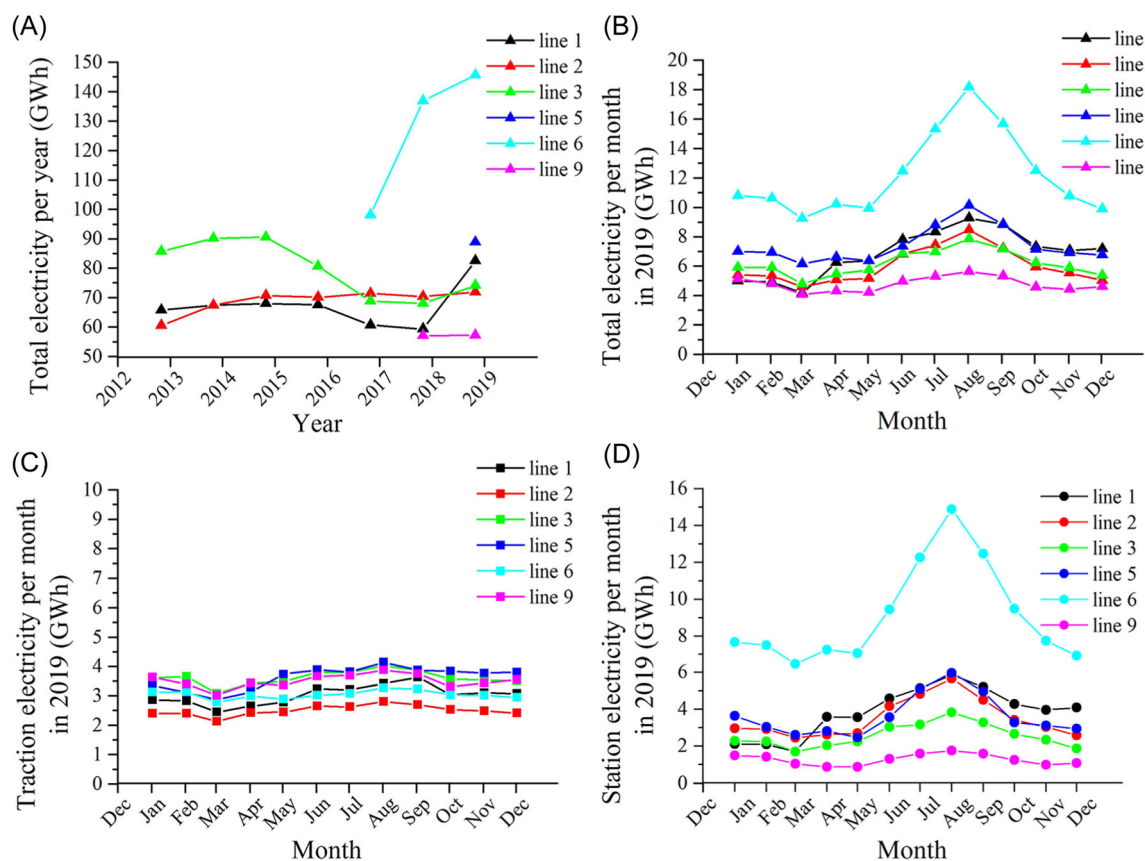 (A)
line 1
line 2
line 3
line 5
line 6
line 9
Total electricity per year (GWh)
150
140
130
120
110
100
90
80
70
60
50
2012
2013
2014
2015
2016
2017
2018
2019
Year
(B)
line
line
line
line
line
line
Total electricity per month
in 2019 (GWh)
20
18
16
14
12
10
8
6
4
2
0
Dec
Jan
Feb
Mar
Apr
May
Jun
Jul
Aug
Sep
Oct
Nov
Dec
Month
(C)
line 1
line 2
line 3
line 5
line 6
line 9
Traction electricity per month
in 2019 (GWh)
10
9
8
7
6
5
4
3
2
1
0
Dec
Jan
Feb
Mar
Apr
May
Jun
Jul
Aug
Sep
Oct
Nov
Dec
Month
(D)
line 1
line 2
line 3
line 5
line 6
line 9
Station electricity per month
in 2019 (GWh)
16
14
12
10
8
6
4
2
0
Dec
Jan
Feb
Mar
Apr
May
Jun
Jul
Aug
Sep
Oct
Nov
Dec
Month